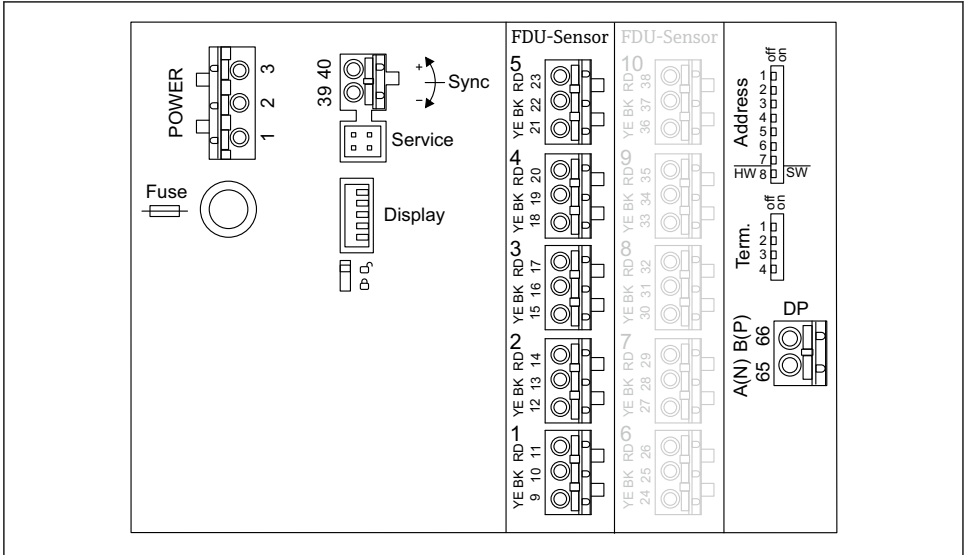 POWER
3
2
1
Fuse
39 40
+
−
Sync
Service
Display
FDU-Sensor
5
YE BK RD
21 22 23
4
YE BK RD
18 19 20
3
YE BK RD
15 16 17
2
YE BK RD
12 13 14
1
YE BK RD
9 10 11
FDU-Sensor
10
YE BK RD
36 37 38
9
YE BK RD
33 34 35
8
YE BK RD
30 31 32
7
YE BK RD
27 28 29
6
YE BK RD
24 25 26
Address
off
on
1
2
3
4
5
6
7
HW 8 SW
Term.
off
on
1
2
3
4
DP
A(N) B(P)
65 66